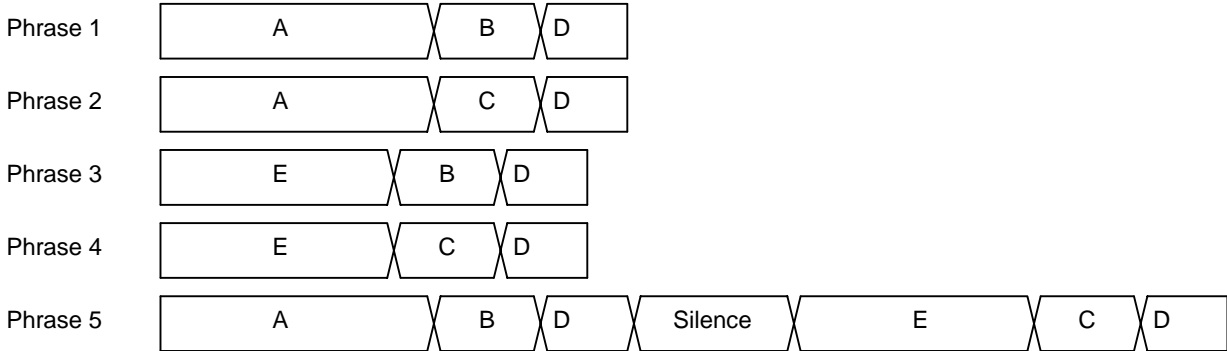 Phrase 1 A B D
Phrase 2 A C D
Phrase 3 E B D
Phrase 4 E C D
Phrase 5 A B D Silence E C D